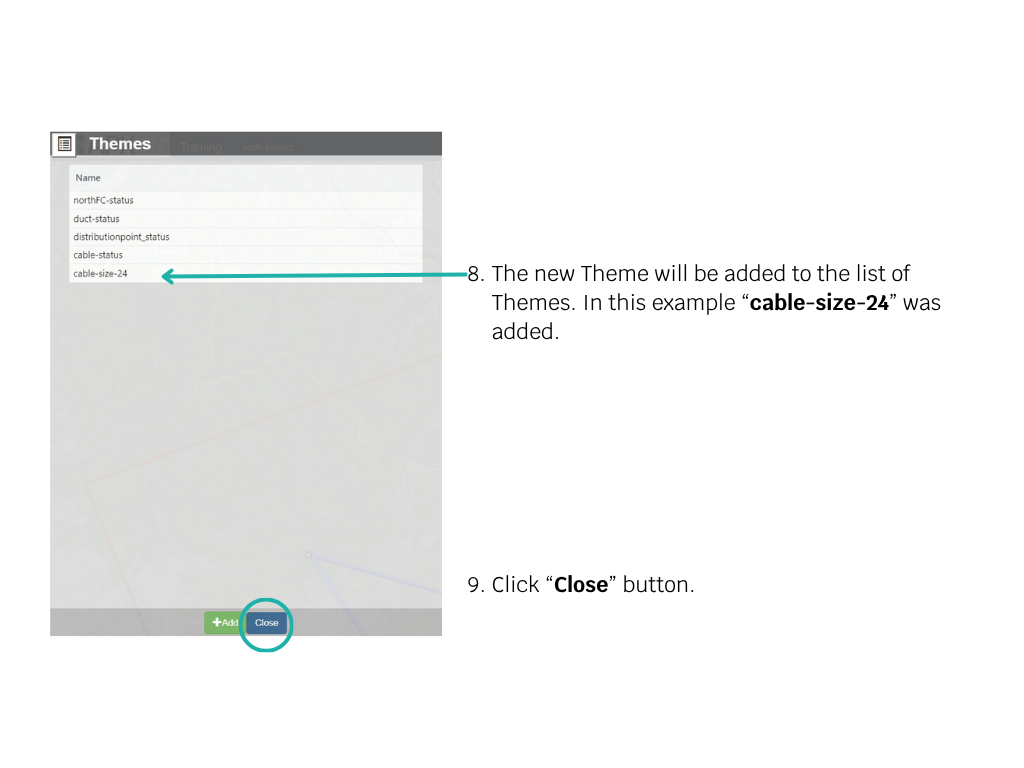 Themes
Name
northFC-status
duct-status
distributionpoint_status
cable-status
cable-size-24
8. The new Theme will be added to the list of
Themes. In this example “cable-size-24” was
added.
9. Click “Close” button.
+Add
Close